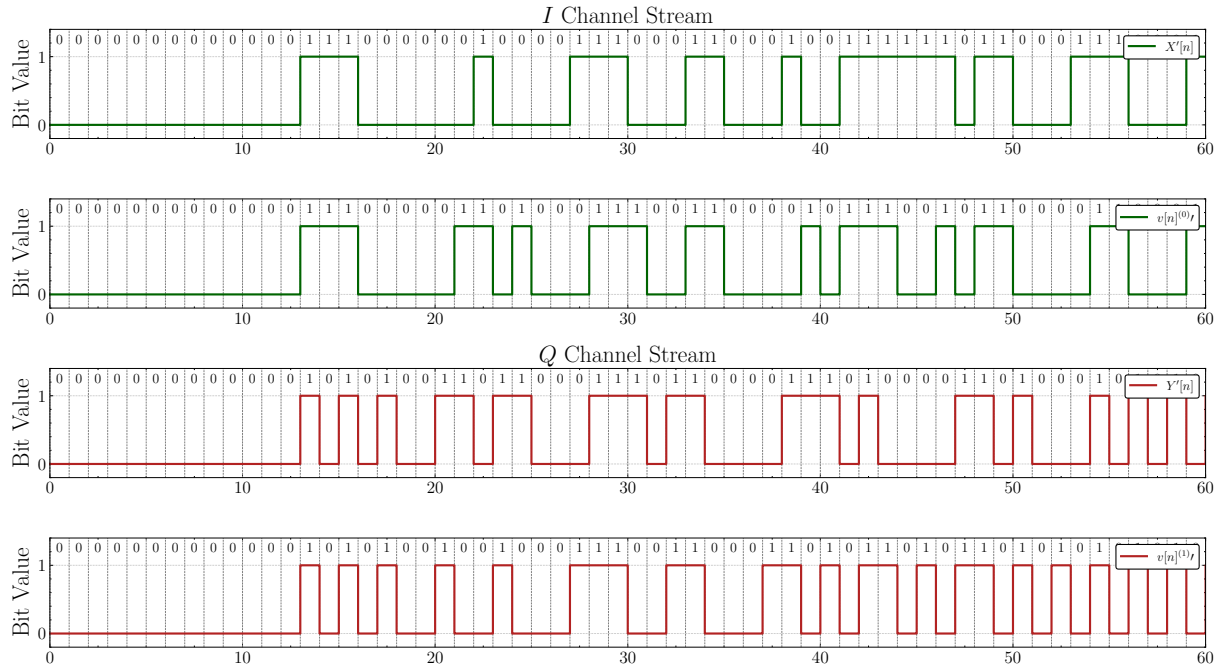 I Channel Stream
0 0 0 0 0 0 0 0 0 0 0 0 0 1 1 1 0 0 0 0 0 0 1 0 0 0 0 1 1 1 0 0 0 1 1 0 0 0 1 0 0 1 1 1 1 1 1 0 1 1 0 0 0 1 1 1
X′[n]
Bit Value
1
0
0 10 20 30 40 50 60
0 0 0 0 0 0 0 0 0 0 0 0 0 1 1 1 0 0 0 0 0 1 1 0 1 0 0 0 1 1 1 0 0 1 1 0 0 0 0 1 0 1 1 1 0 0 1 0 1 1 0 0 0 0 1
v[n]⁽⁰⁾′
Bit Value
1
0
0 10 20 30 40 50 60
Q Channel Stream
0 0 0 0 0 0 0 0 0 0 0 0 0 1 0 1 0 1 0 0 1 1 0 1 1 0 0 0 1 1 1 0 1 1 0 0 0 0 1 1 1 0 1 0 0 0 0 1 1 0 1 0 0 0 1 0
Y′[n]
Bit Value
1
0
0 10 20 30 40 50 60
0 0 0 0 0 0 0 0 0 0 0 0 0 1 0 1 0 1 0 0 1 0 0 1 0 0 0 1 1 1 0 0 1 1 0 0 0 1 1 0 1 0 1 1 0 1 0 1 1 0 1 0 1 0 1
v[n]⁽¹⁾′
Bit Value
1
0
0 10 20 30 40 50 60